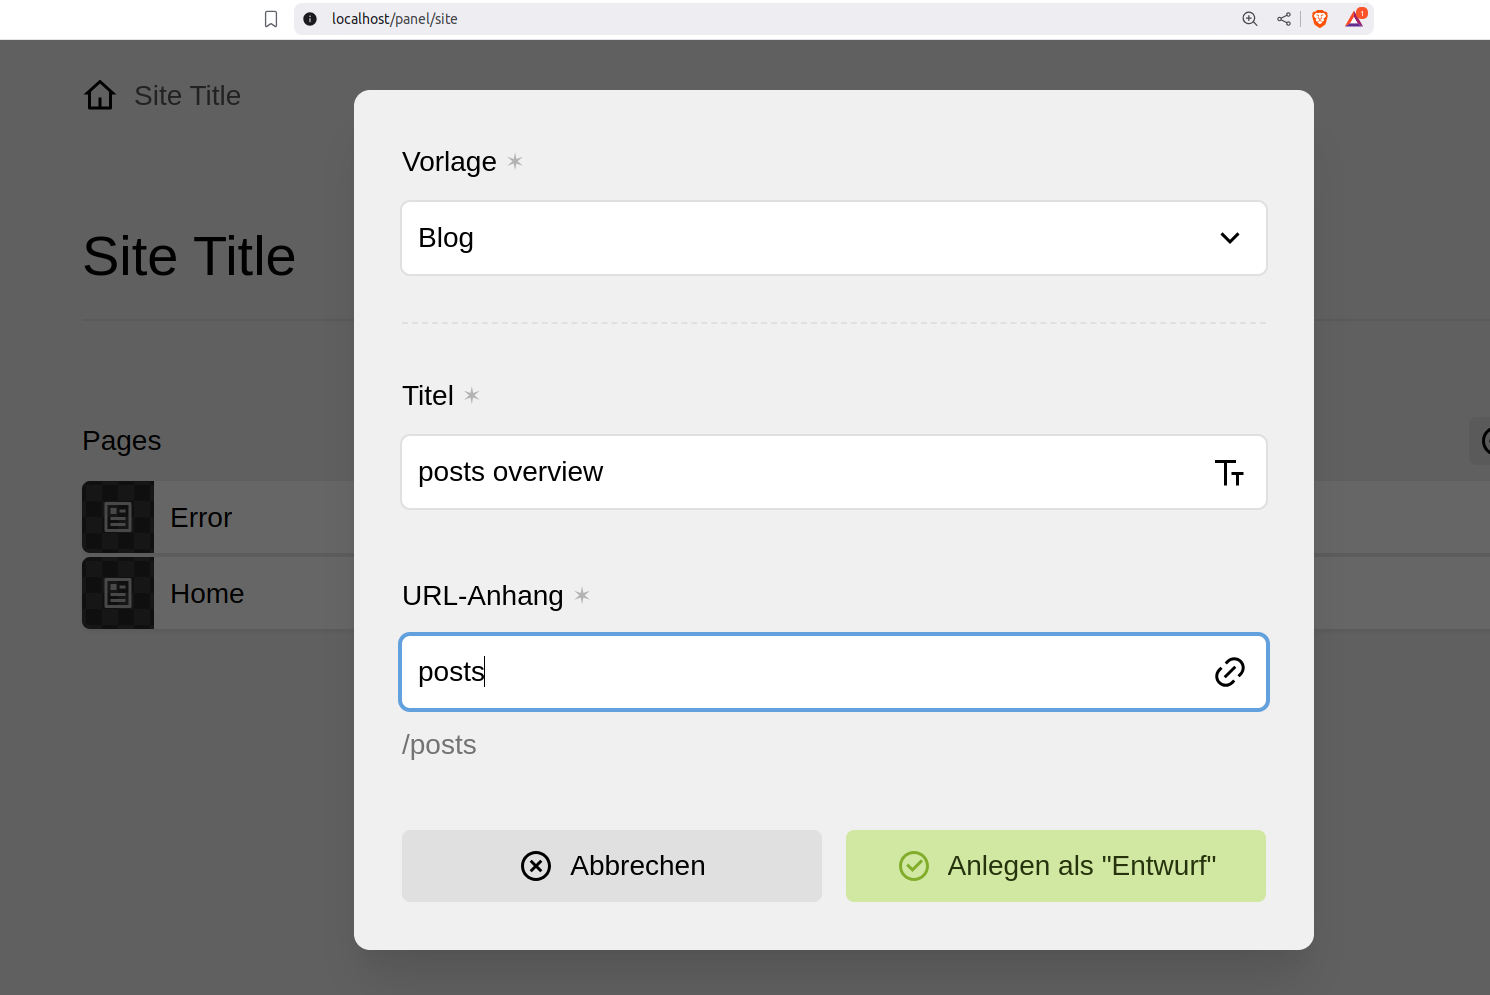 localhost/panel/site
Site Title
Site Title
Pages
Error
Home
Vorlage ✶
Blog
Titel ✶
posts overview
URL-Anhang ✶
posts
/posts
Abbrechen
Anlegen als "Entwurf"